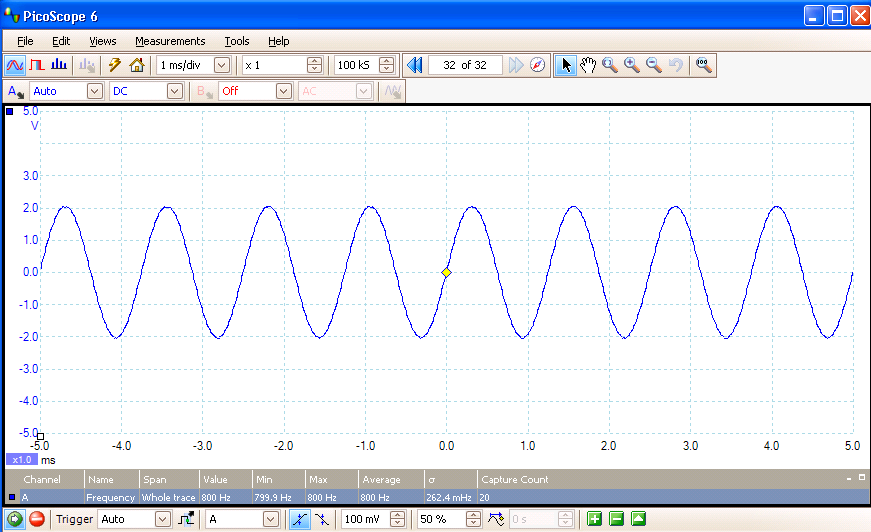 PicoScope 6
File Edit Views Measurements Tools Help
1 ms/div x 1 100 kS 32 of 32
A Auto DC B Off AC
5.0
V
3.0
2.0
1.0
0.0
-1.0
-2.0
-3.0
-4.0
-5.0
-5.0 -4.0 -3.0 -2.0 -1.0 0.0 1.0 2.0 3.0 4.0 5.0
x1.0 ms
Channel Name Span Value Min Max Average σ Capture Count
A Frequency Whole trace 800 Hz 799.9 Hz 800 Hz 800 Hz 262.4 mHz 20
Trigger Auto A 100 mV 50 % 0 s